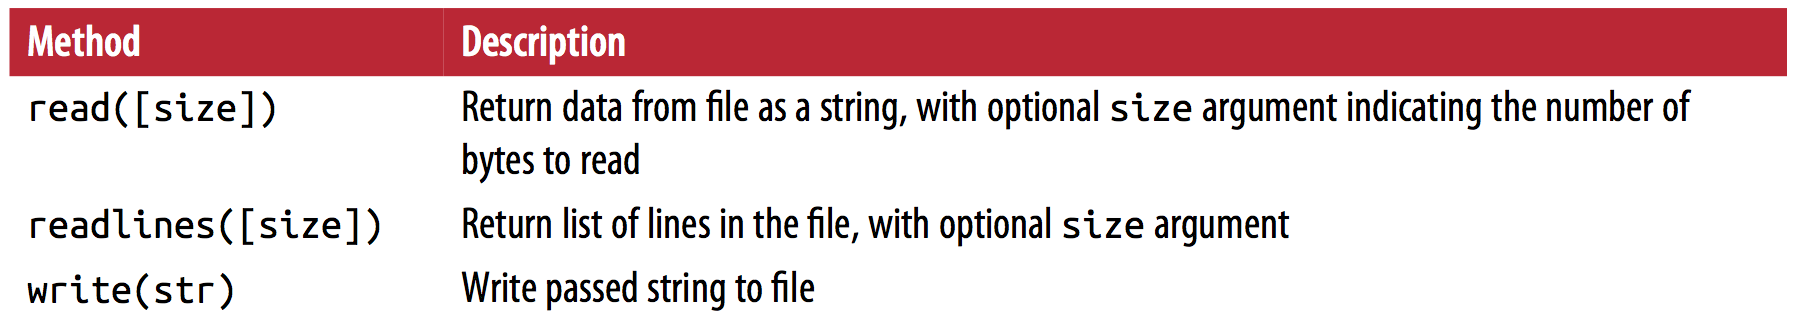 Method Description
read([size]) Return data from file as a string, with optional size argument indicating the number of
bytes to read
readlines([size]) Return list of lines in the file, with optional size argument
write(str) Write passed string to file